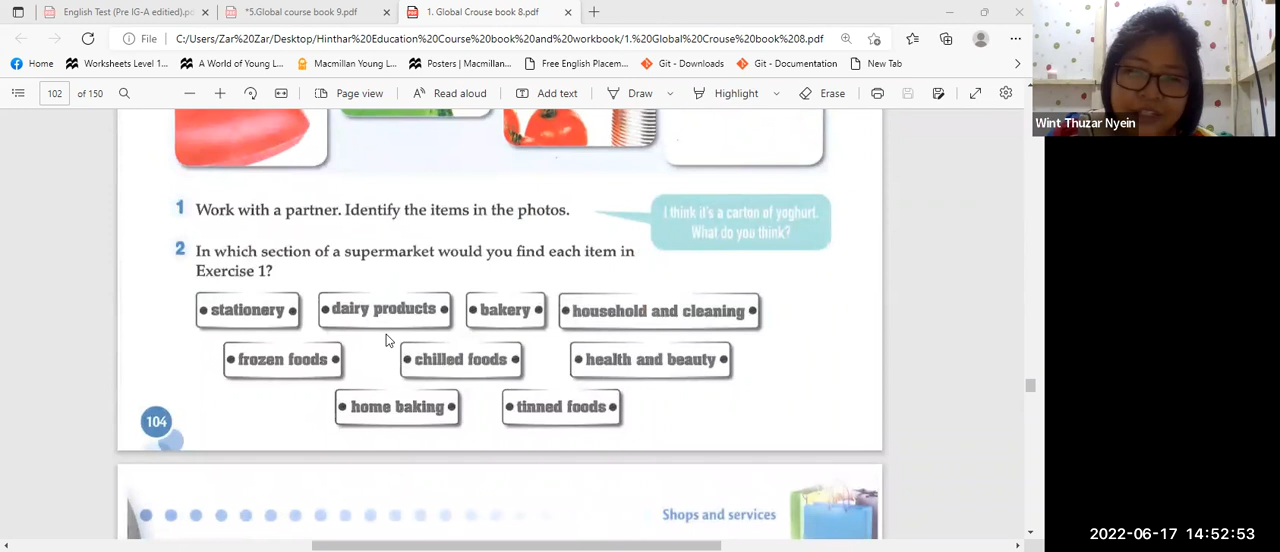 English Test (Pre IG-A editied).pd
*5.Global course book 9.pdf
1. Global Crouse book 8.pdf
File
C:/Users/Zar%20Zar/Desktop/Hinthar%20Education%20Course%20book%20and%20workbook/1.%20Global%20Crouse%20book%208.pdf
Home
Worksheets Level 1...
A World of Young L...
Macmillan Young L...
Posters | Macmillan...
Free English Placem...
Git - Downloads
Git - Documentation
New Tab
102 of 150
Page view
Read aloud
Add text
Draw
Highlight
Erase
Wint Thuzar Nyein
1 Work with a partner. Identify the items in the photos.
I think it's a carton of yoghurt.
What do you think?
2 In which section of a supermarket would you find each item in
Exercise 1?
stationery
dairy products
bakery
household and cleaning
frozen foods
chilled foods
health and beauty
home baking
tinned foods
104
Shops and services
2022-06-17 14:52:53